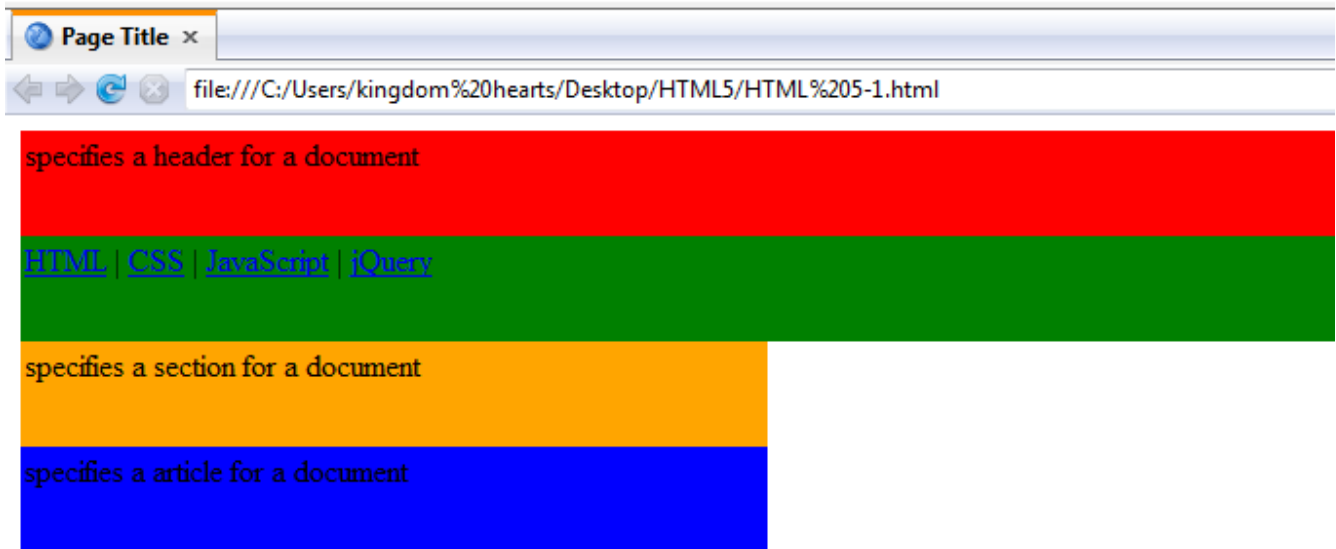 Page Title
file:///C:/Users/kingdom%20hearts/Desktop/HTML5/HTML%205-1.html
specifies a header for a document
HTML | CSS | JavaScript | jQuery
specifies a section for a document
specifies a article for a document